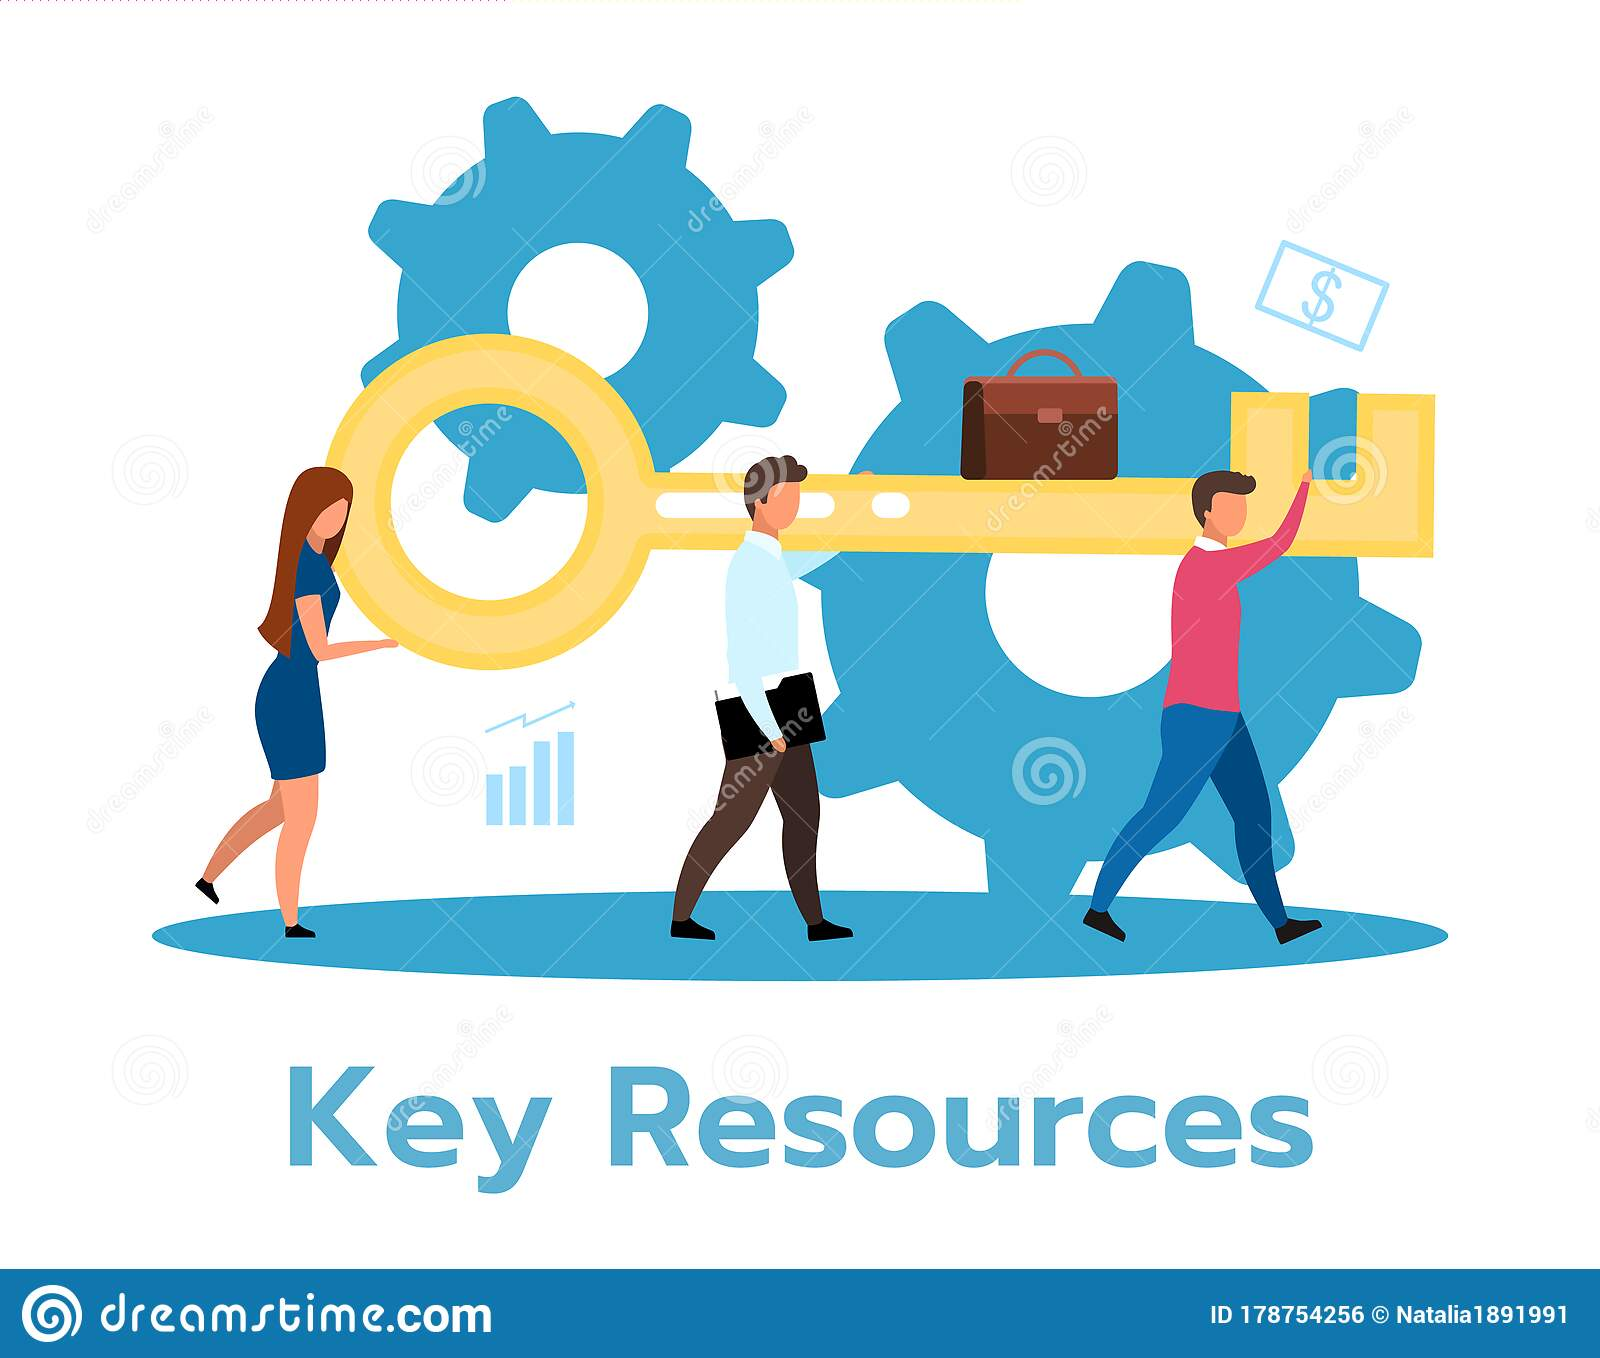 $
Key Resources
dreamstime.com
ID 178754256 © Natalia1891991